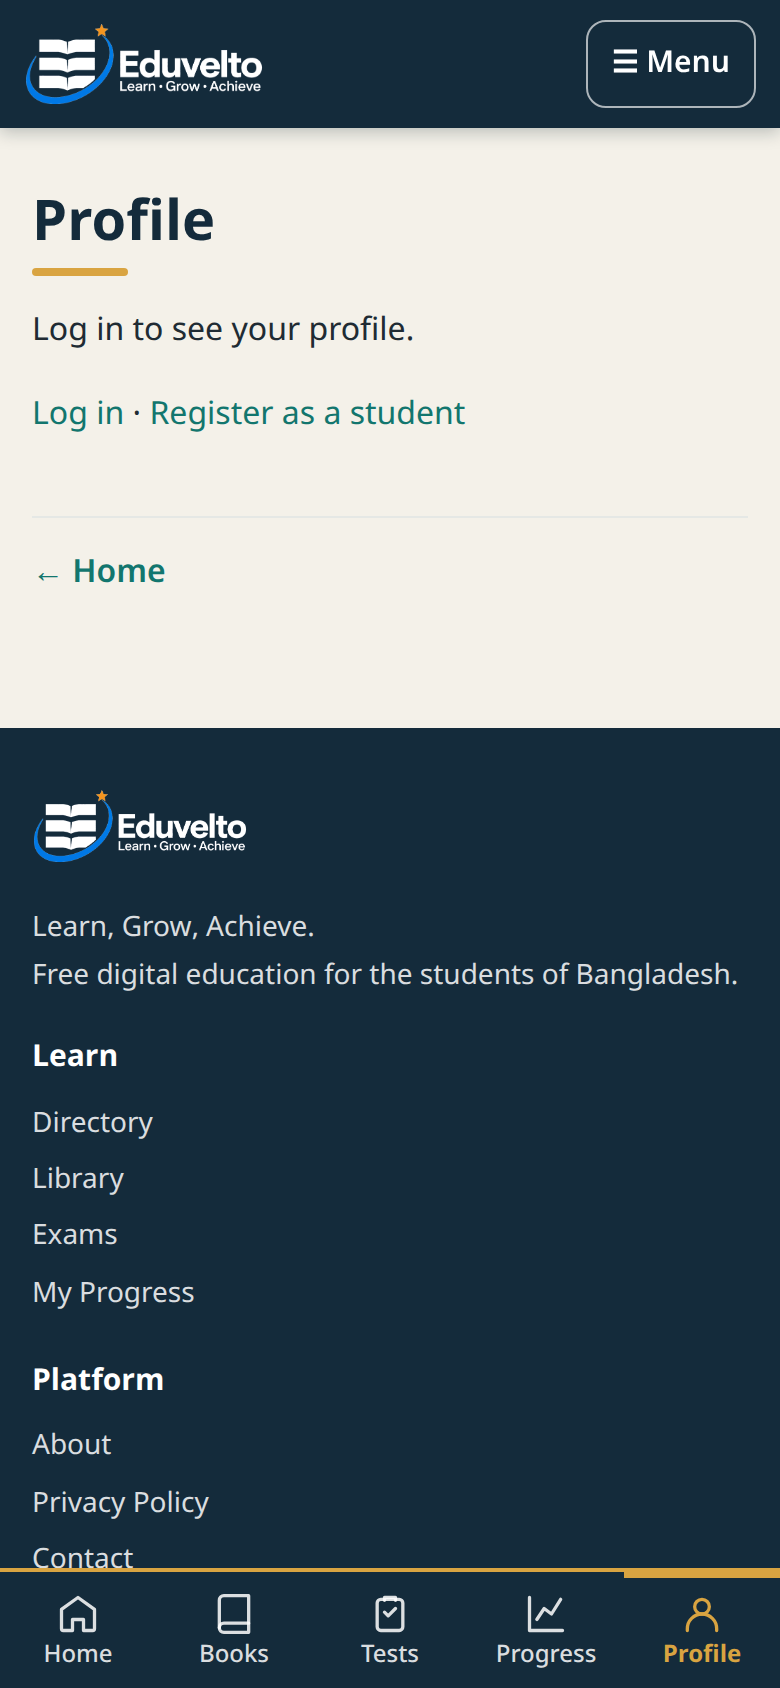 Eduvelto
Learn • Grow • Achieve
☰ Menu
Profile
Log in to see your profile.
Log in · Register as a student
← Home
Eduvelto
Learn • Grow • Achieve
Learn, Grow, Achieve.
Free digital education for the students of Bangladesh.
Learn
Directory
Library
Exams
My Progress
Platform
About
Privacy Policy
Contact
Home Books Tests Progress Profile